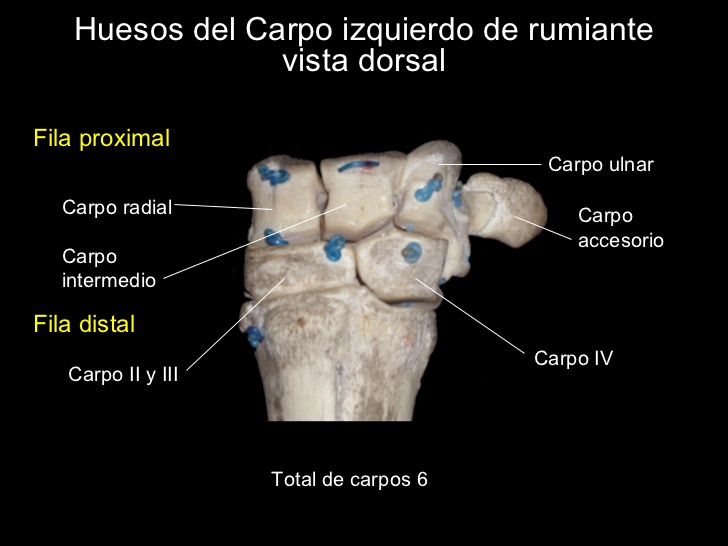 Huesos del Carpo izquierdo de rumiante
vista dorsal
Fila proximal
Carpo ulnar
Carpo radial
Carpo
accesorio
Carpo
intermedio
Fila distal
Carpo IV
Carpo II y III
Total de carpos 6